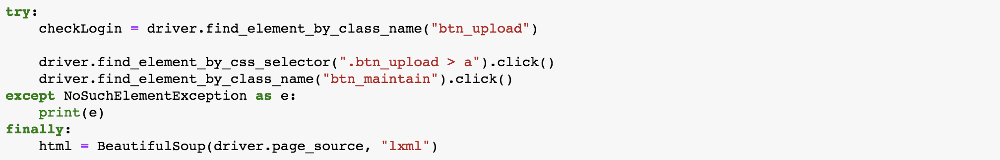 try:
    checkLogin = driver.find_element_by_class_name("btn_upload")

    driver.find_element_by_css_selector(".btn_upload > a").click()
    driver.find_element_by_class_name("btn_maintain").click()
except NoSuchElementException as e:
    print(e)
finally:
    html = BeautifulSoup(driver.page_source, "lxml")